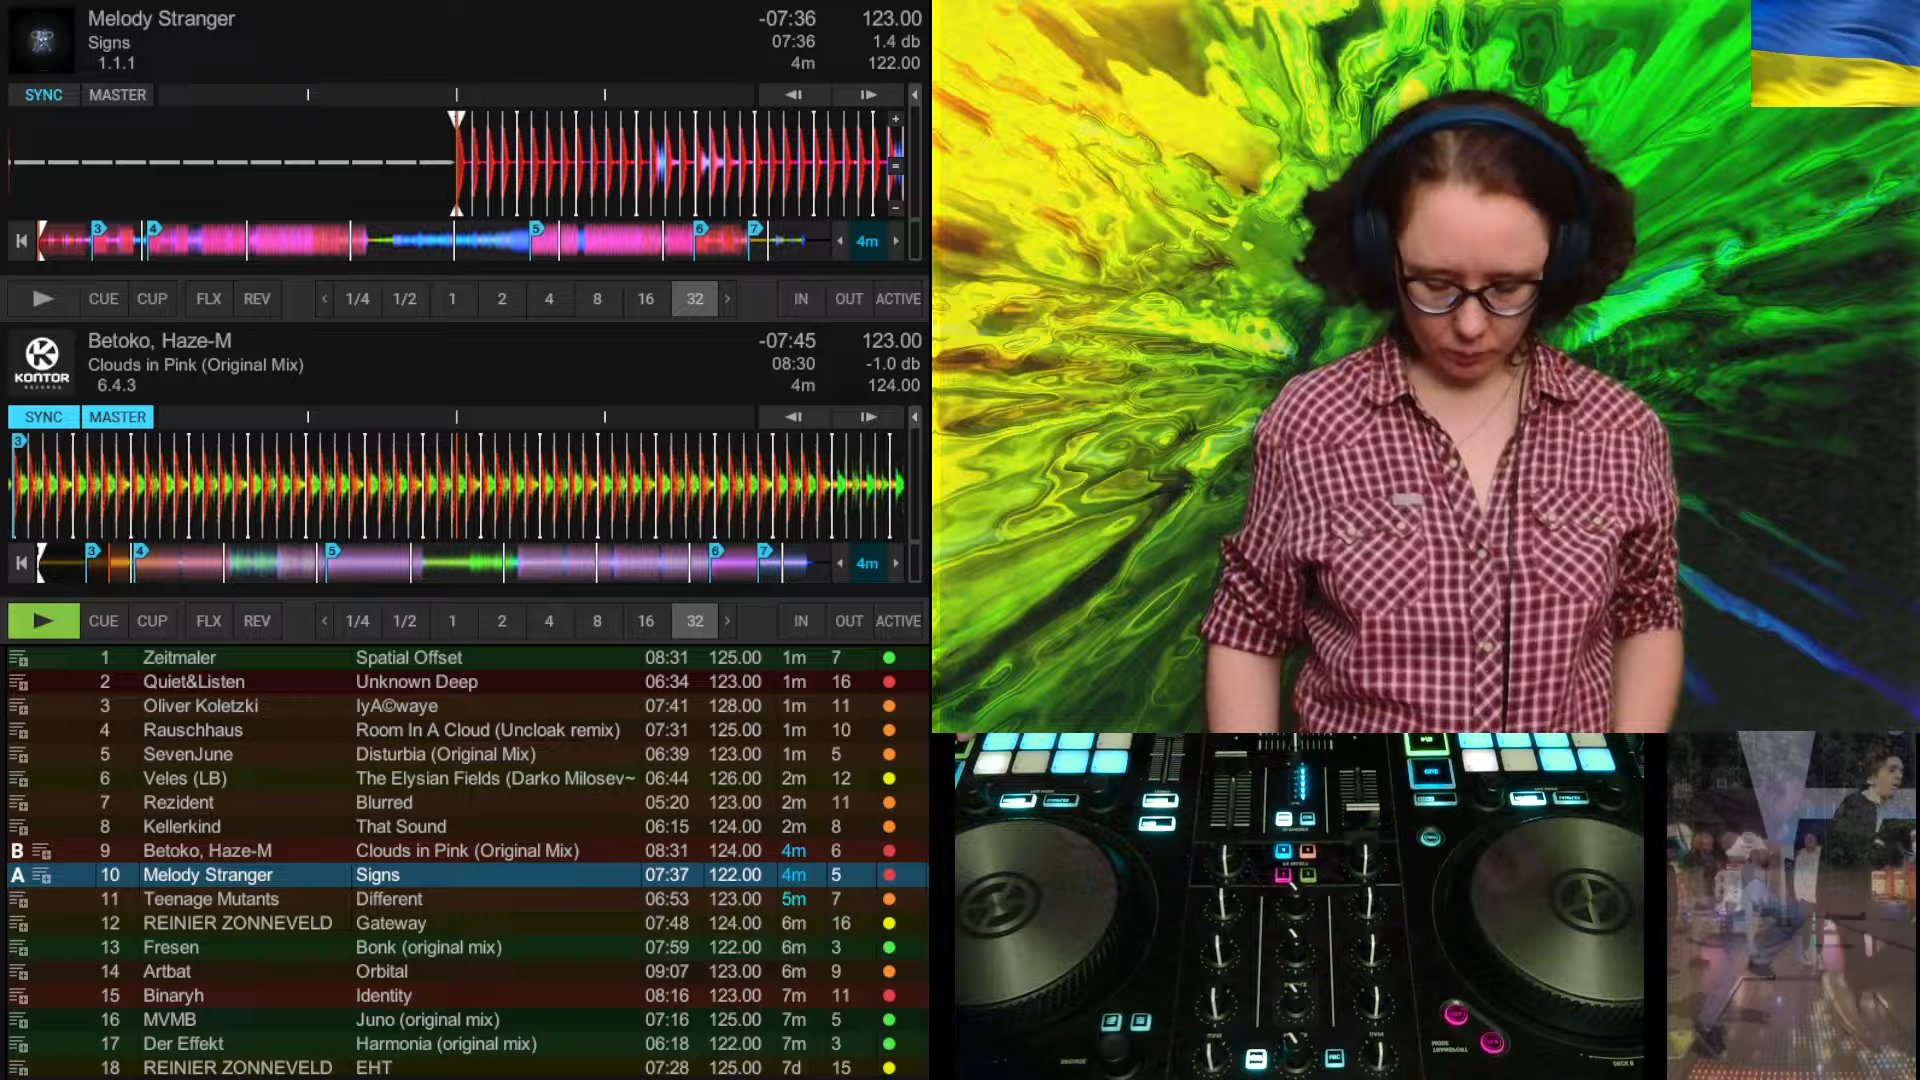 Melody Stranger -07:36 123.00
Signs 07:36 1.4 db
1.1.1 4m 122.00
SYNC MASTER
3 4 5 6 7 4m
CUE CUP FLX REV 1/4 1/2 1 2 4 8 16 32 IN OUT ACTIVE
Betoko, Haze-M -07:45 123.00
Clouds in Pink (Original Mix) 08:30 -1.0 db
KONTOR
6.4.3 4m 124.00
SYNC MASTER
3
3 4 5 6 7 4m
CUE CUP FLX REV 1/4 1/2 1 2 4 8 16 32 IN OUT ACTIVE
1 Zeitmaler Spatial Offset 08:31 125.00 1m 7
2 Quiet&Listen Unknown Deep 06:34 123.00 1m 16
3 Oliver Koletzki IyA©waye 07:41 128.00 1m 11
4 Rauschhaus Room In A Cloud (Uncloak remix) 07:31 125.00 1m 10
5 SevenJune Disturbia (Original Mix) 06:39 123.00 1m 5
6 Veles (LB) The Elysian Fields (Darko Milosev~ 06:44 126.00 2m 12
7 Rezident Blurred 05:20 123.00 2m 11
8 Kellerkind That Sound 06:15 124.00 2m 8
B 9 Betoko, Haze-M Clouds in Pink (Original Mix) 08:31 124.00 4m 6
A 10 Melody Stranger Signs 07:37 122.00 4m 5
11 Teenage Mutants Different 06:53 123.00 5m 7
12 REINIER ZONNEVELD Gateway 07:48 124.00 6m 16
13 Fresen Bonk (original mix) 07:59 122.00 6m 3
14 Artbat Orbital 09:07 123.00 6m 9
15 Binaryh Identity 08:16 123.00 7m 11
16 MVMB Juno (original mix) 07:16 125.00 7m 5
17 Der Effekt Harmonia (original mix) 06:18 122.00 7m 3
18 REINIER ZONNEVELD EHT 07:28 125.00 7d 15